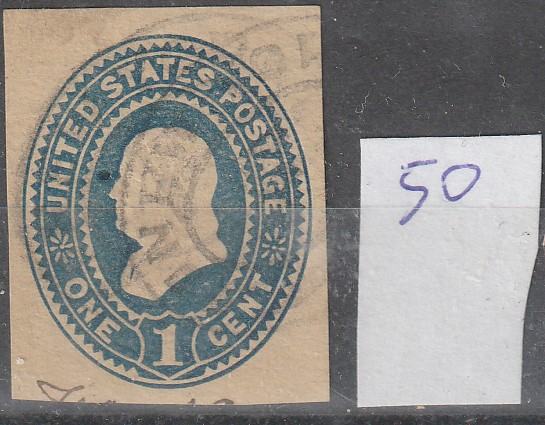 UNITED STATES POSTAGE
ONE 1 CENT
50